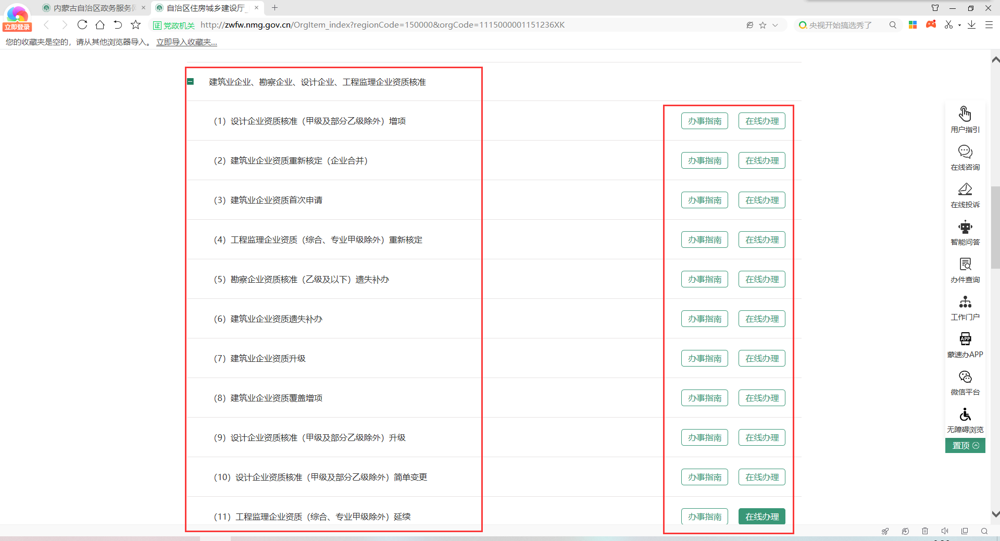 内蒙古自治区政务服务网
自治区住房城乡建设厅_
立即登录
证 党政机关 http://zwfw.nmg.gov.cn/OrgItem_index?regionCode=150000&orgCode=1115000001151236XK
央视开始搞选秀了
您的收藏夹是空的，请从其他浏览器导入。 立即导入收藏夹...
建筑业企业、勘察企业、设计企业、工程监理企业资质核准
（1）设计企业资质核准（甲级及部分乙级除外）增项 办事指南 在线办理
（2）建筑业企业资质重新核定（企业合并） 办事指南 在线办理
（3）建筑业企业资质首次申请 办事指南 在线办理
（4）工程监理企业资质（综合、专业甲级除外）重新核定 办事指南 在线办理
（5）勘察企业资质核准（乙级及以下）遗失补办 办事指南 在线办理
（6）建筑业企业资质遗失补办 办事指南 在线办理
（7）建筑业企业资质升级 办事指南 在线办理
（8）建筑业企业资质覆盖增项 办事指南 在线办理
（9）设计企业资质核准（甲级及部分乙级除外）升级 办事指南 在线办理
（10）设计企业资质核准（甲级及部分乙级除外）简单变更 办事指南 在线办理
（11）工程监理企业资质（综合、专业甲级除外）延续 办事指南 在线办理
用户指引
在线咨询
在线投诉
智能问答
办件查询
工作门户
APP
蒙速办APP
微信平台
无障碍浏览
置顶